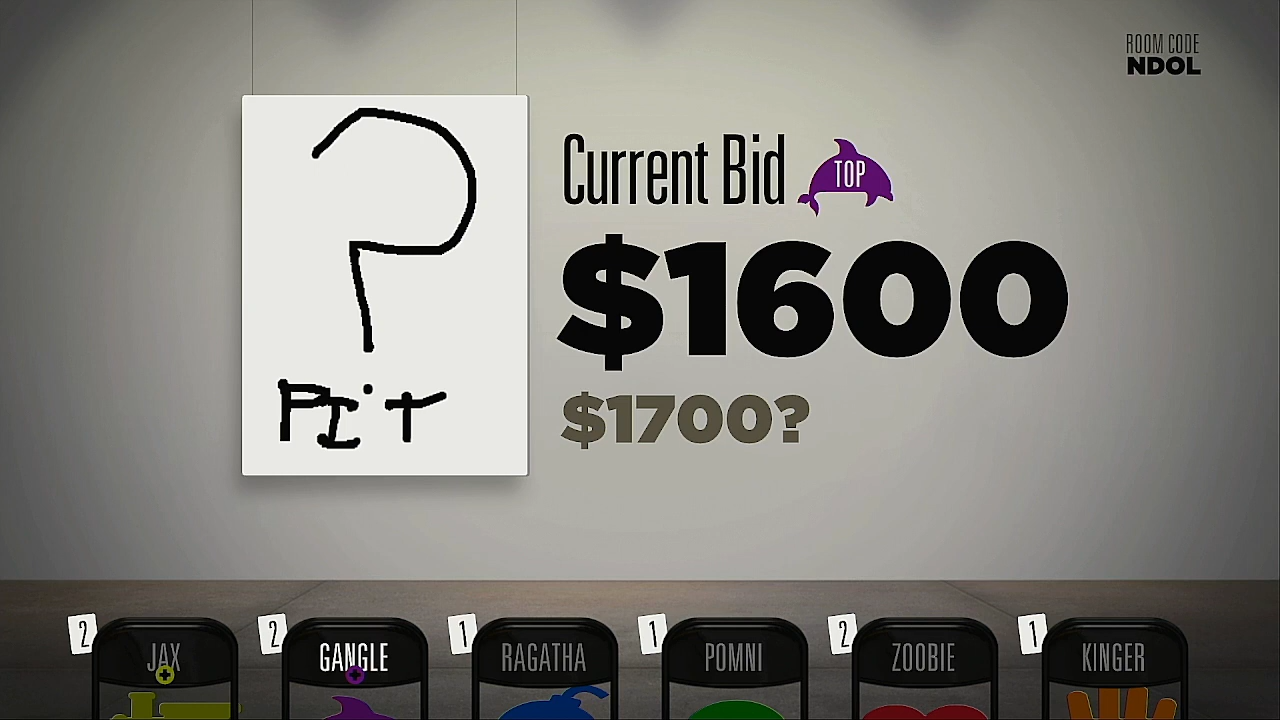 ROOM CODE
NDOL
Current Bid TOP
$1600
$1700?
?
PIT
2 JAX
2 GANGLE
1 RAGATHA
1 POMNI
2 ZOOBIE
1 KINGER